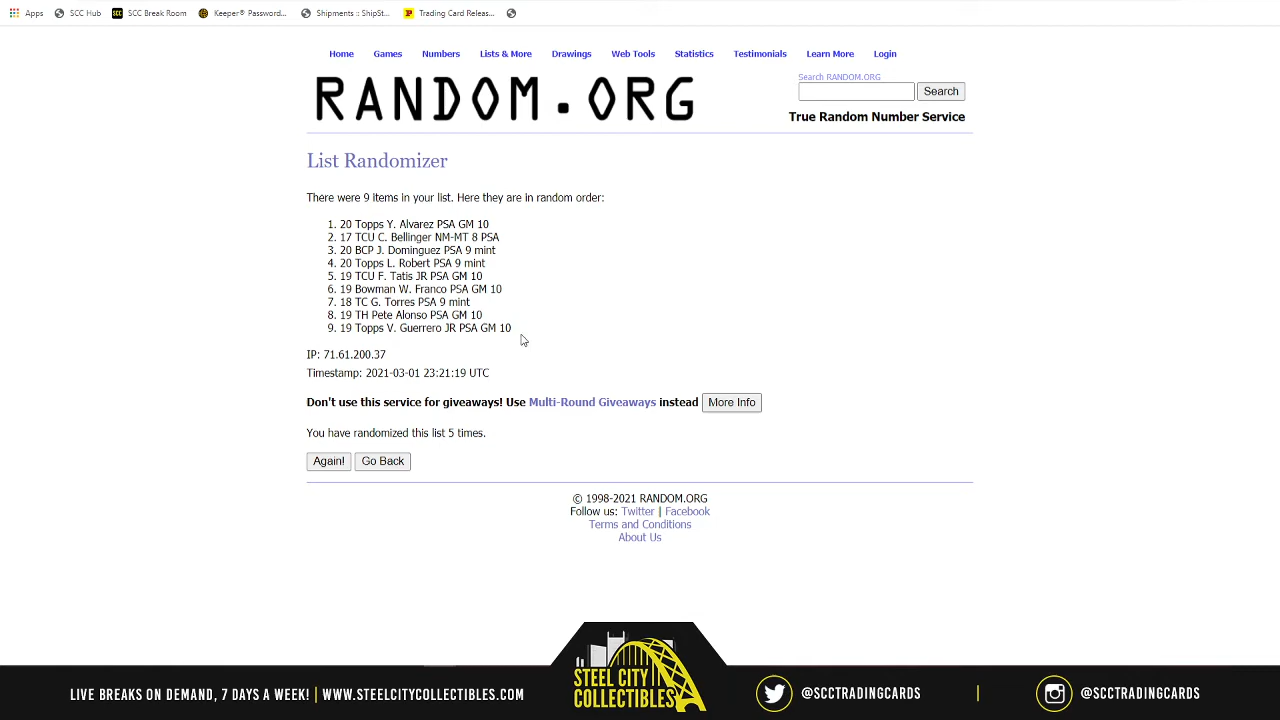 Apps SCC Hub SCC SCC Break Room Keeper® Password... Shipments :: ShipSt... Trading Card Releas...
Home Games Numbers Lists & More Drawings Web Tools Statistics Testimonials Learn More Login
RANDOM.ORG
Search RANDOM.ORG
Search
True Random Number Service
List Randomizer
There were 9 items in your list. Here they are in random order:
1. 20 Topps Y. Alvarez PSA GM 10
2. 17 TCU C. Bellinger NM-MT 8 PSA
3. 20 BCP J. Dominguez PSA 9 mint
4. 20 Topps L. Robert PSA 9 mint
5. 19 TCU F. Tatis JR PSA GM 10
6. 19 Bowman W. Franco PSA GM 10
7. 18 TC G. Torres PSA 9 mint
8. 19 TH Pete Alonso PSA GM 10
9. 19 Topps V. Guerrero JR PSA GM 10
IP: 71.61.200.37
Timestamp: 2021-03-01 23:21:19 UTC
Don't use this service for giveaways! Use Multi-Round Giveaways instead More Info
You have randomized this list 5 times.
Again! Go Back
© 1998-2021 RANDOM.ORG
Follow us: Twitter | Facebook
Terms and Conditions
About Us
LIVE BREAKS ON DEMAND, 7 DAYS A WEEK! | WWW.STEELCITYCOLLECTIBLES.COM
STEEL CITY
COLLECTIBLES
@SCCTRADINGCARDS | @SCCTRADINGCARDS